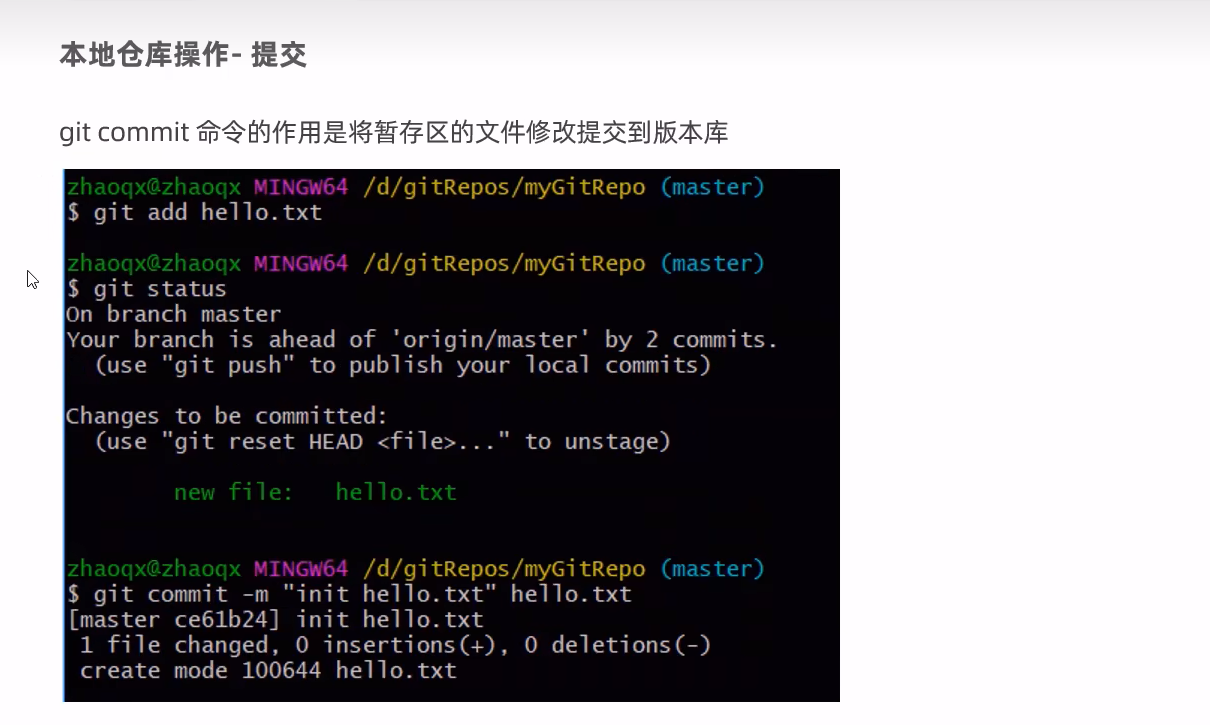 本地仓库操作- 提交
git commit 命令的作用是将暂存区的文件修改提交到版本库
zhaoqx@zhaoqx MINGW64 /d/gitRepos/myGitRepo (master)
$ git add hello.txt
zhaoqx@zhaoqx MINGW64 /d/gitRepos/myGitRepo (master)
$ git status
On branch master
Your branch is ahead of 'origin/master' by 2 commits.
(use "git push" to publish your local commits)
Changes to be committed:
(use "git reset HEAD <file>..." to unstage)
new file: hello.txt
zhaoqx@zhaoqx MINGW64 /d/gitRepos/myGitRepo (master)
$ git commit -m "init hello.txt" hello.txt
[master ce61b24] init hello.txt
1 file changed, 0 insertions(+), 0 deletions(-)
create mode 100644 hello.txt